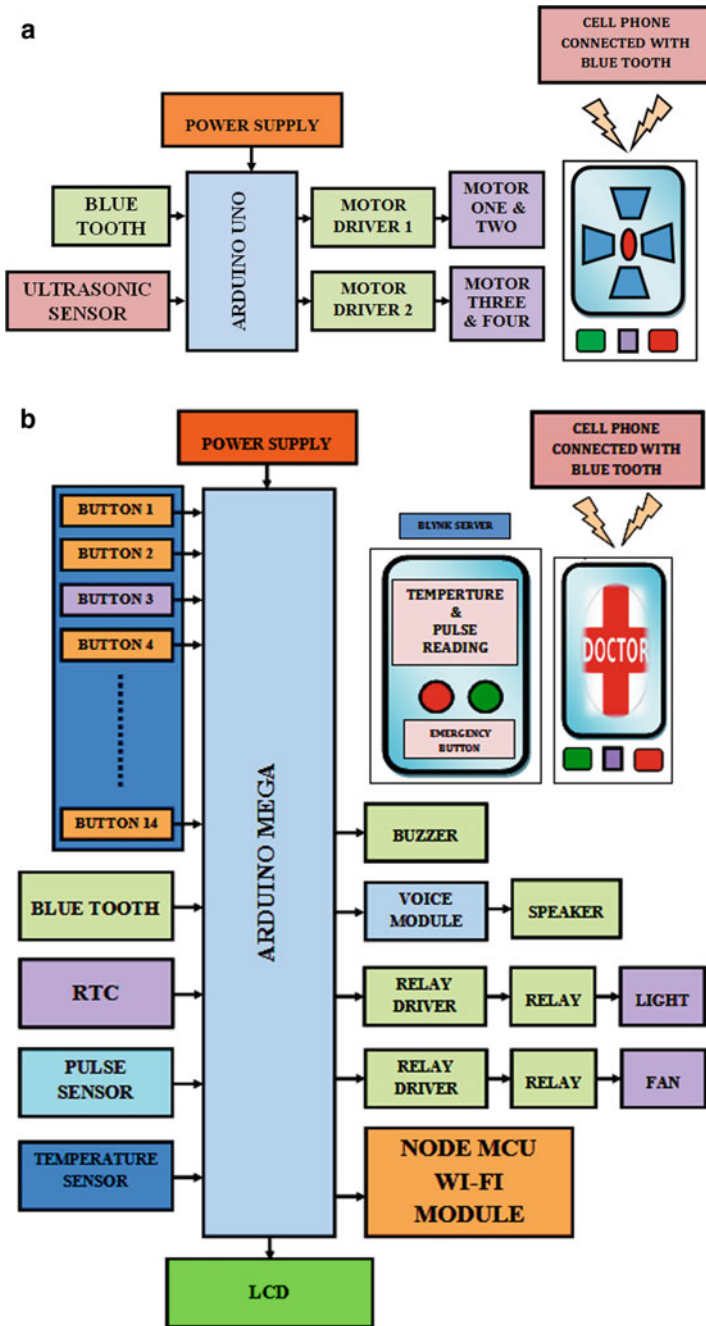 a
CELL PHONE
CONNECTED WITH
BLUE TOOTH
POWER SUPPLY
BLUE
TOOTH
ULTRASONIC
SENSOR
ARDUINO UNO
MOTOR
DRIVER 1
MOTOR
ONE &
TWO
MOTOR
DRIVER 2
MOTOR
THREE
& FOUR
b
POWER SUPPLY
CELL PHONE
CONNECTED WITH
BLUE TOOTH
BUTTON 1
BUTTON 2
BUTTON 3
BUTTON 4
BUTTON 14
BLYNK SERVER
TEMPERTURE
&
PULSE
READING
EMERGENCY
BUTTON
DOCTOR
ARDUINO MEGA
BLUE TOOTH
RTC
PULSE
SENSOR
TEMPERATURE
SENSOR
BUZZER
VOICE
MODULE
SPEAKER
RELAY
DRIVER
RELAY
LIGHT
RELAY
DRIVER
RELAY
FAN
NODE MCU
WI-FI
MODULE
LCD